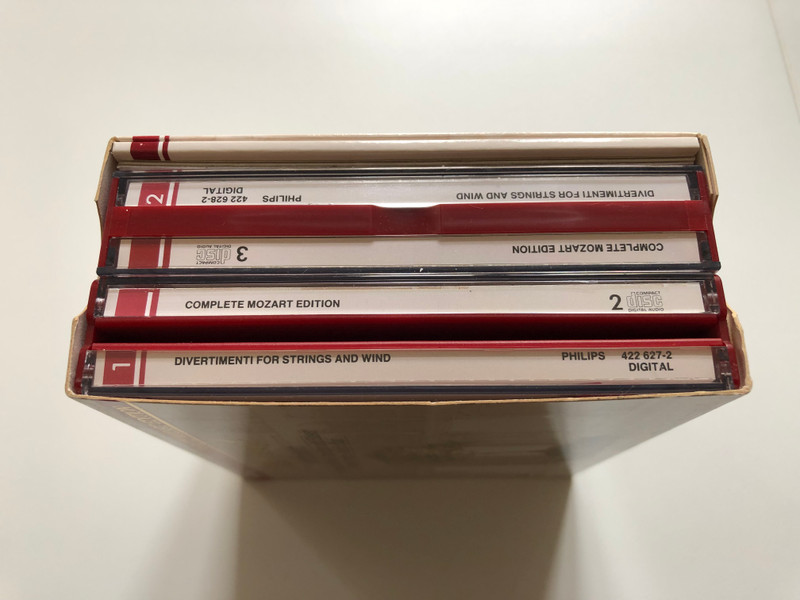 2
DIVERTIMENTI FOR STRINGS AND WIND
PHILIPS 422 628-2
DIGITAL
COMPLETE MOZART EDITION
3
COMPACT
disc
DIGITAL AUDIO
COMPLETE MOZART EDITION
2
COMPACT
disc
DIGITAL AUDIO
1
DIVERTIMENTI FOR STRINGS AND WIND
PHILIPS 422 627-2
DIGITAL